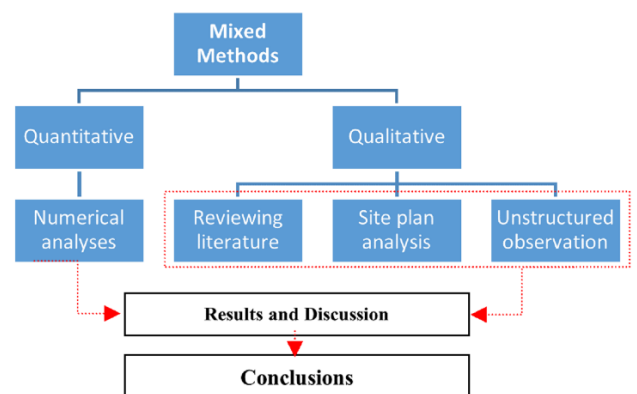 Mixed
Methods
Quantitative
Qualitative
Numerical
analyses
Reviewing
literature
Site plan
analysis
Unstructured
observation
Results and Discussion
Conclusions